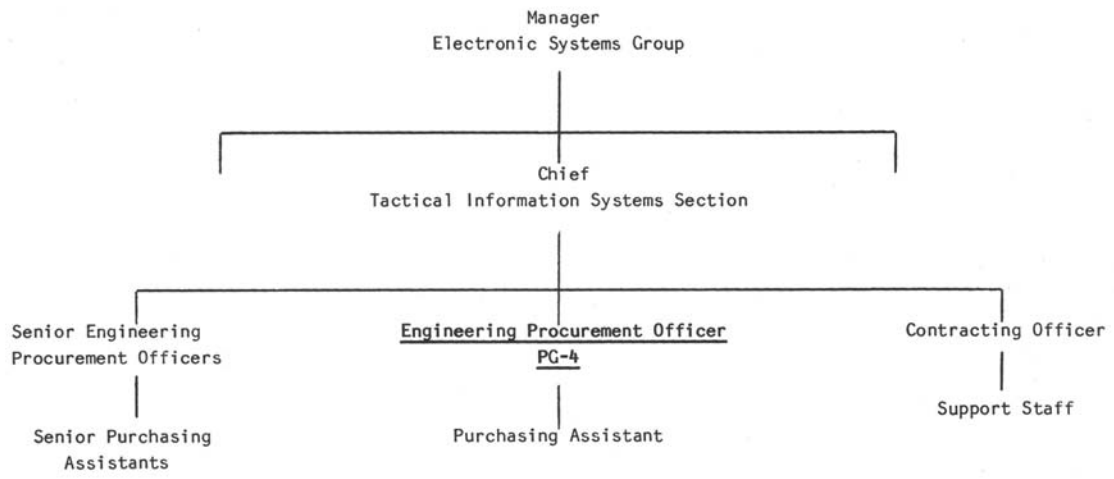 Manager
Electronic Systems Group
Chief
Tactical Information Systems Section
Senior Engineering
Procurement Officers
Engineering Procurement Officer
PG-4
Contracting Officer
Senior Purchasing
Assistants
Purchasing Assistant
Support Staff